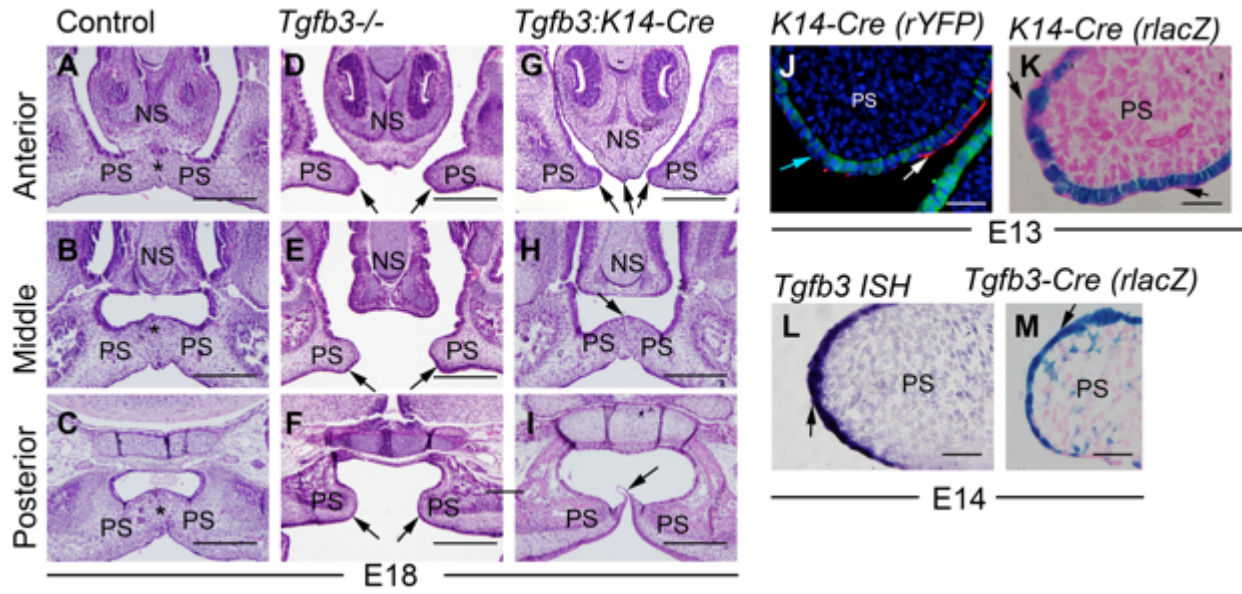 Control
Tgfb3-/-
Tgfb3:K14-Cre
K14-Cre (rYFP)
K14-Cre (rlacZ)
Anterior
Middle
Posterior
A
NS
PS
*
PS
D
NS
PS
PS
G
NS
PS
PS
B
NS
*
PS
PS
E
NS
PS
PS
H
NS
PS
PS
C
PS
*
PS
F
PS
PS
I
PS
PS
E18
J
PS
K
PS
E13
Tgfb3 ISH
Tgfb3-Cre (rlacZ)
L
PS
M
PS
E14